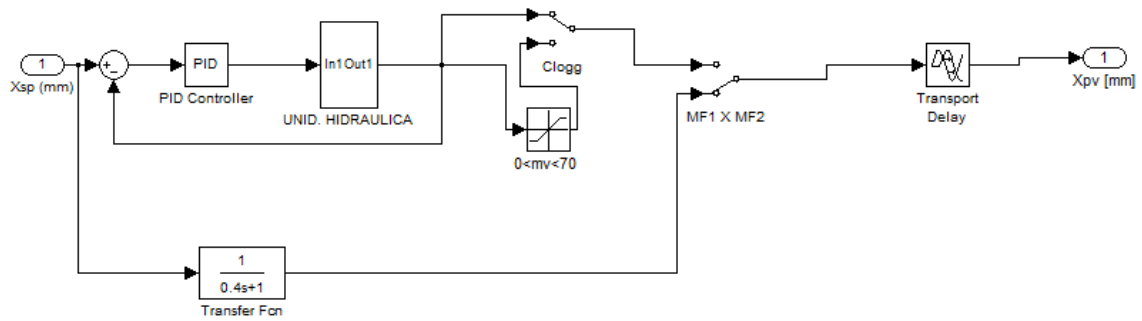 1
Xsp (mm)
+
−
PID
PID Controller
In1 Out1
UNID. HIDRAULICA
Clogg
0<mv<70
MF1 X MF2
Transport
Delay
1
Xpv [mm]
1
0.4s+1
Transfer Fcn